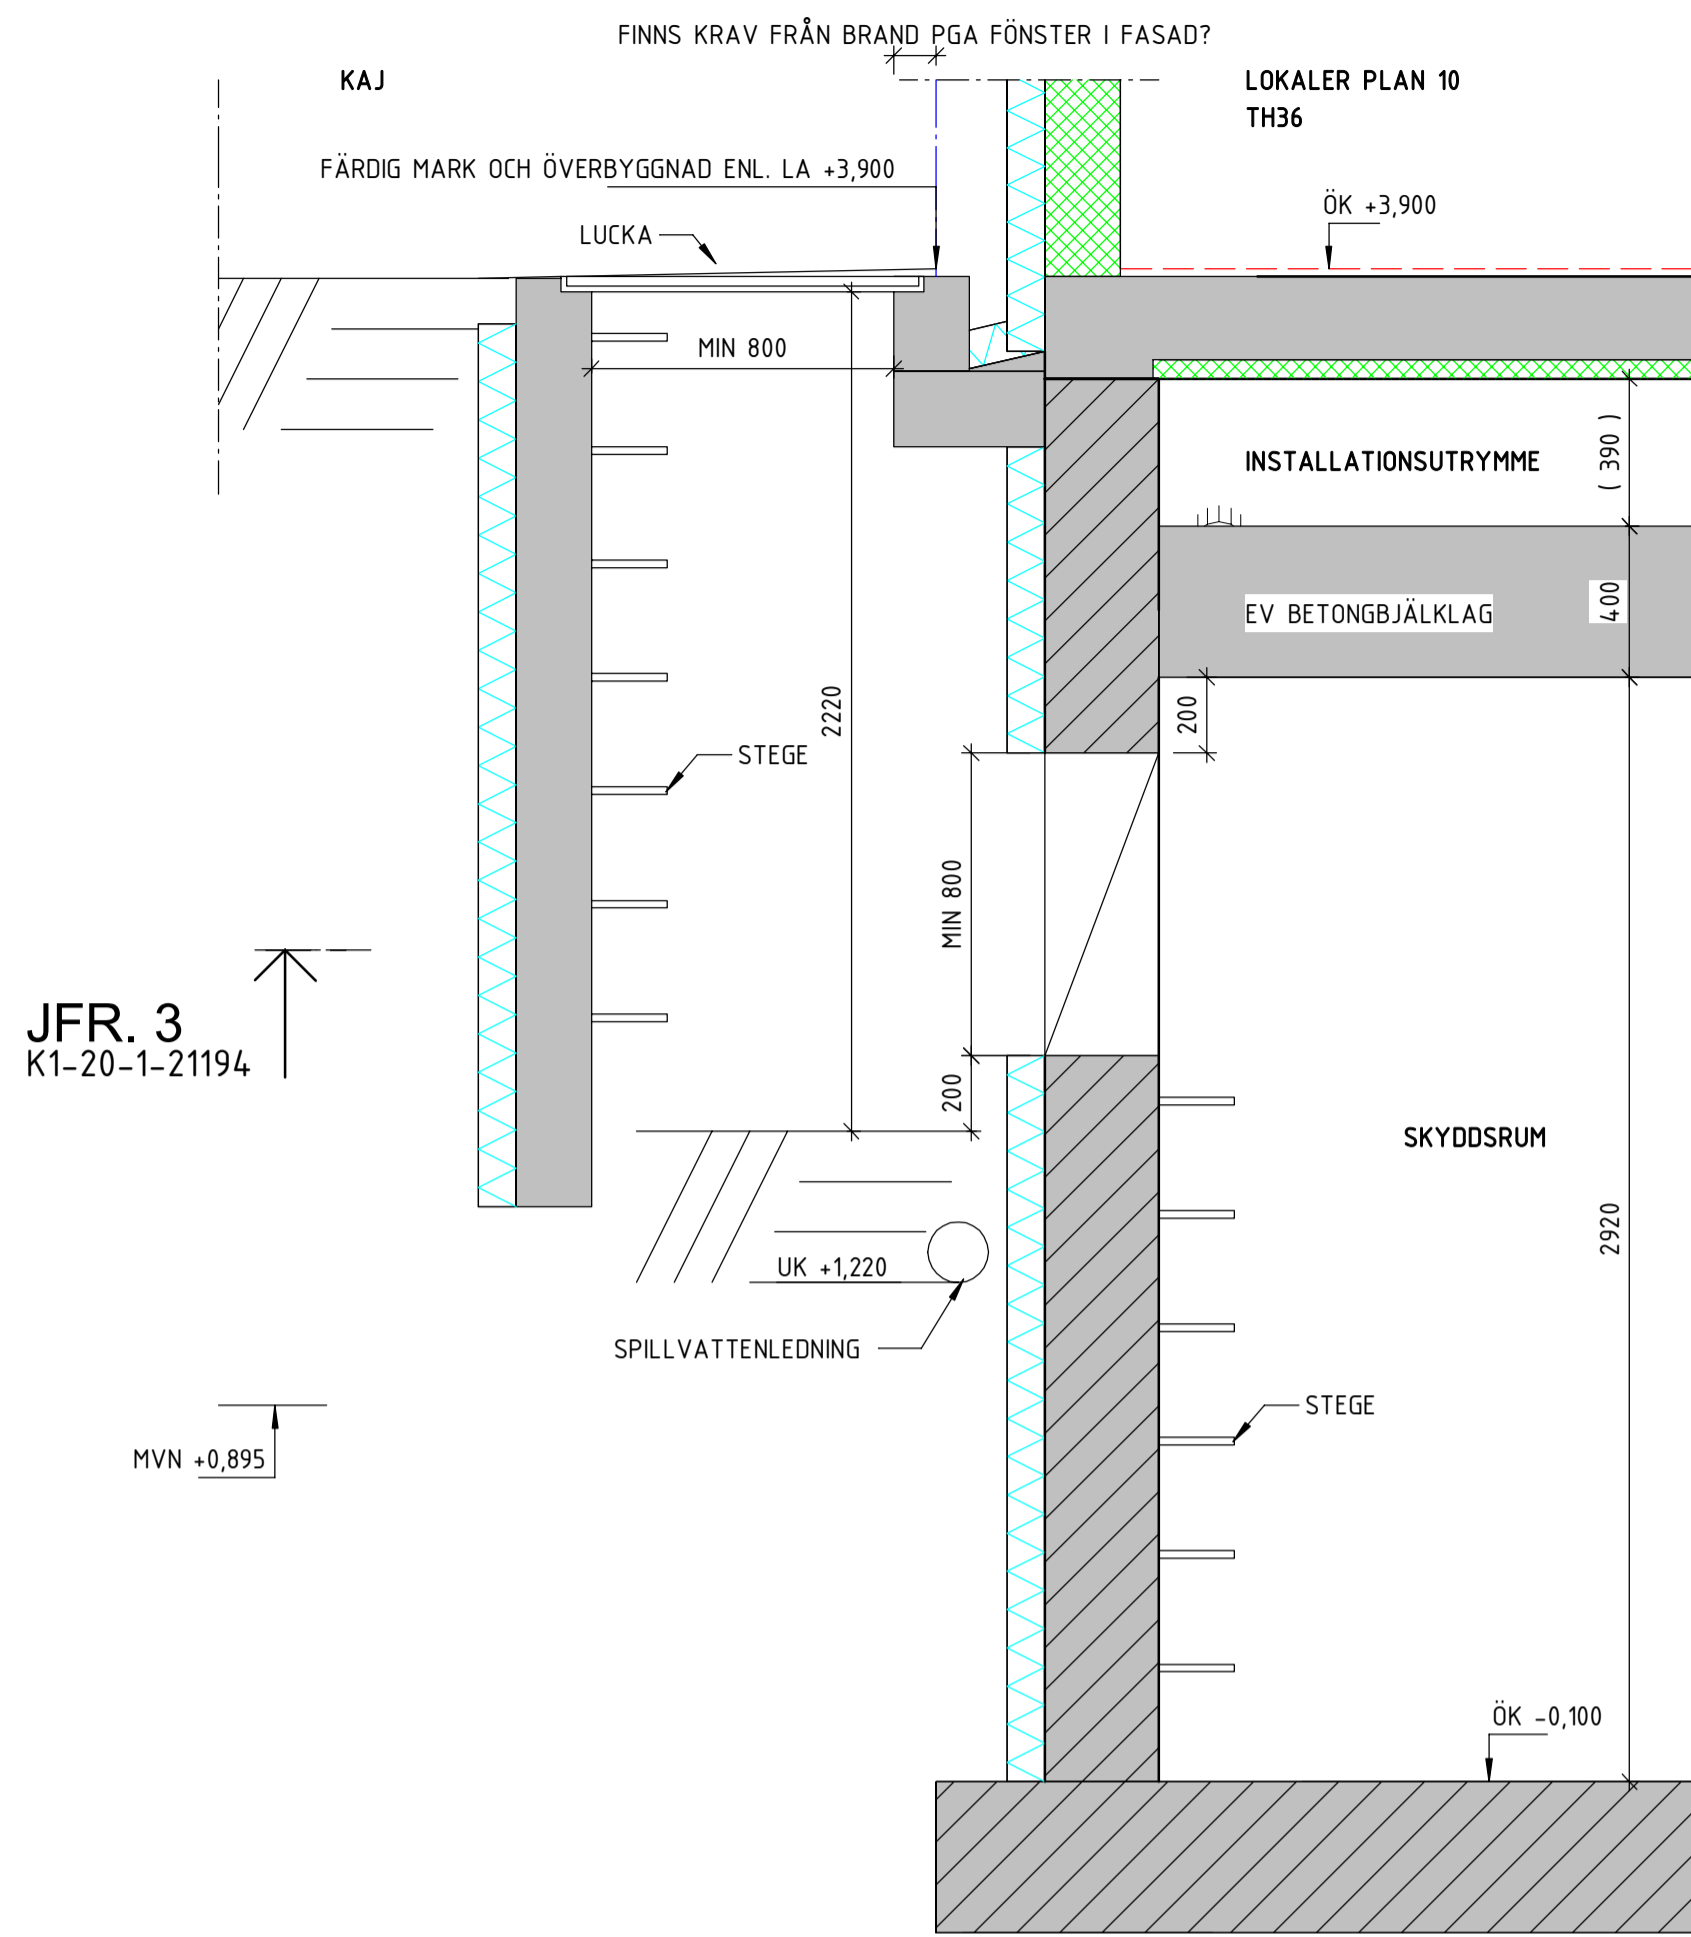 FINNS KRAV FRÅN BRAND PGA FÖNSTER I FASAD?
KAJ
LOKALER PLAN 10
TH36
FÄRDIG MARK OCH ÖVERBYGGNAD ENL. LA +3,900
ÖK +3,900
LUCKA
MIN 800
INSTALLATIONSUTRYMME
( 390 )
EV BETONGBJÄLKLAG
400
2220
200
STEGE
MIN 800
JFR. 3
K1-20-1-21194
200
SKYDDSRUM
2920
UK +1,220
SPILLVATTENLEDNING
STEGE
MVN +0,895
ÖK -0,100